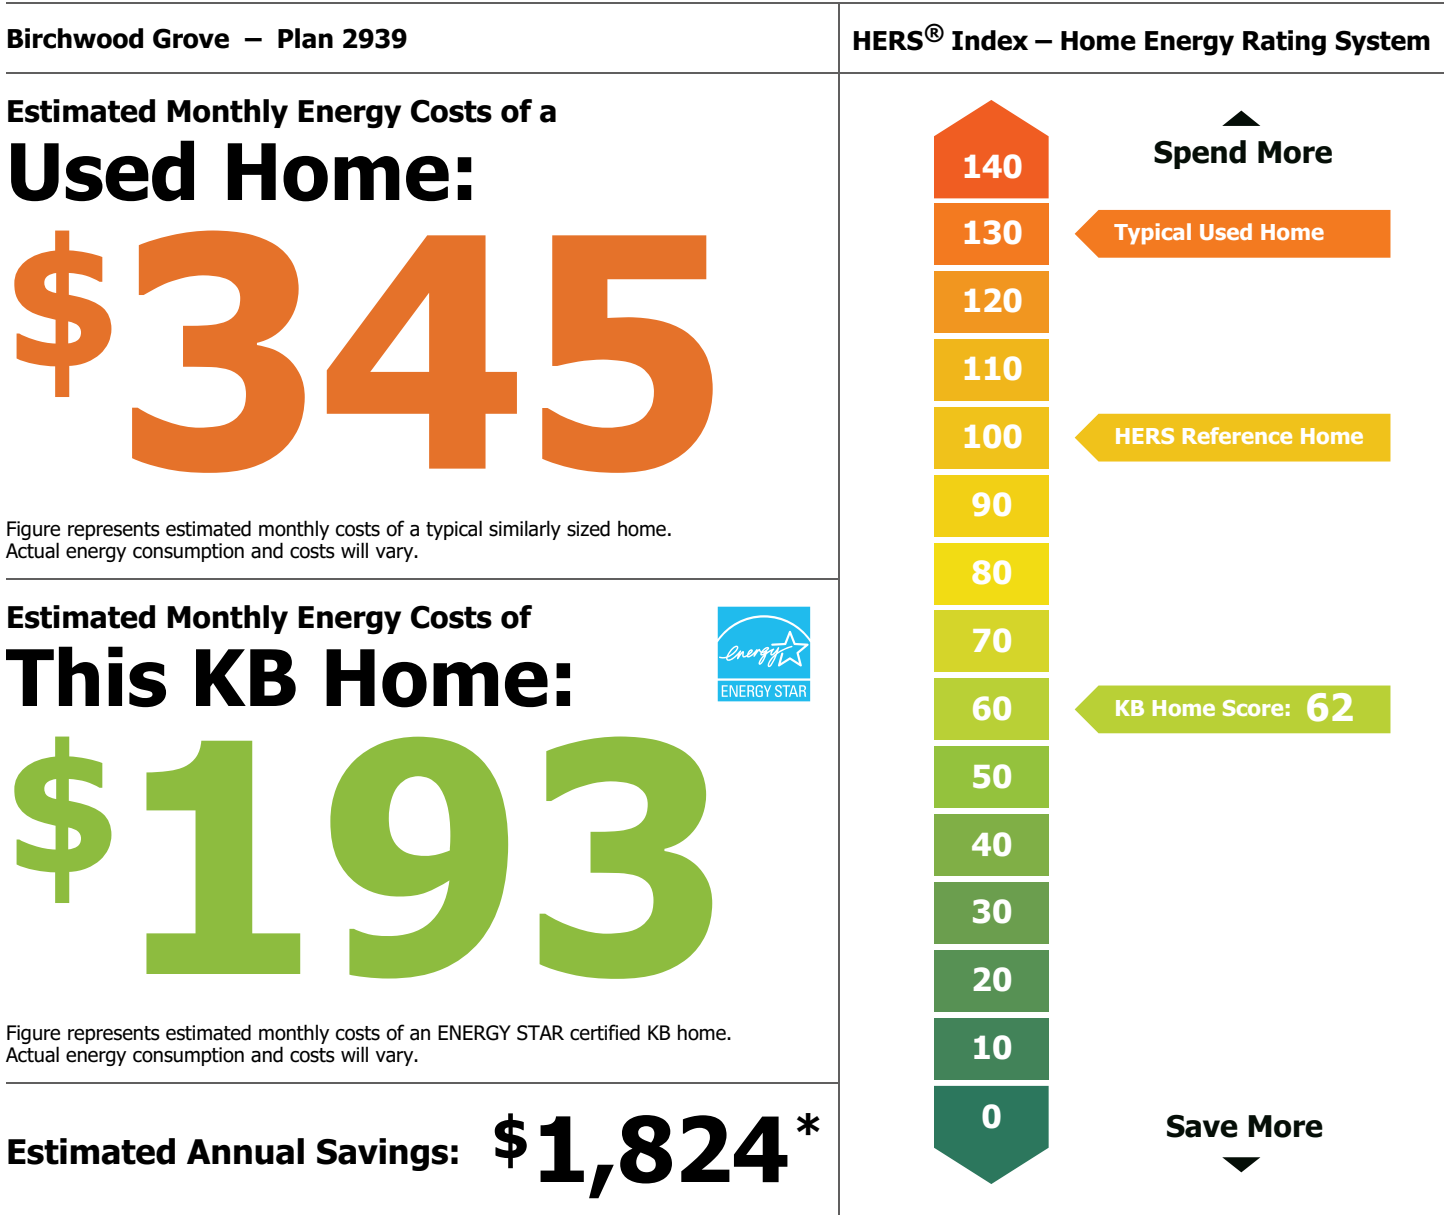 Birchwood Grove – Plan 2939
Estimated Monthly Energy Costs of a
Used Home:
$345
Figure represents estimated monthly costs of a typical similarly sized home.
Actual energy consumption and costs will vary.
Estimated Monthly Energy Costs of
This KB Home:
energy
ENERGY STAR
$193
Figure represents estimated monthly costs of an ENERGY STAR certified KB home.
Actual energy consumption and costs will vary.
Estimated Annual Savings: $1,824*
HERS® Index – Home Energy Rating System
Spend More
140
130 Typical Used Home
120
110
100 HERS Reference Home
90
80
70
60 KB Home Score: 62
50
40
30
20
10
0
Save More